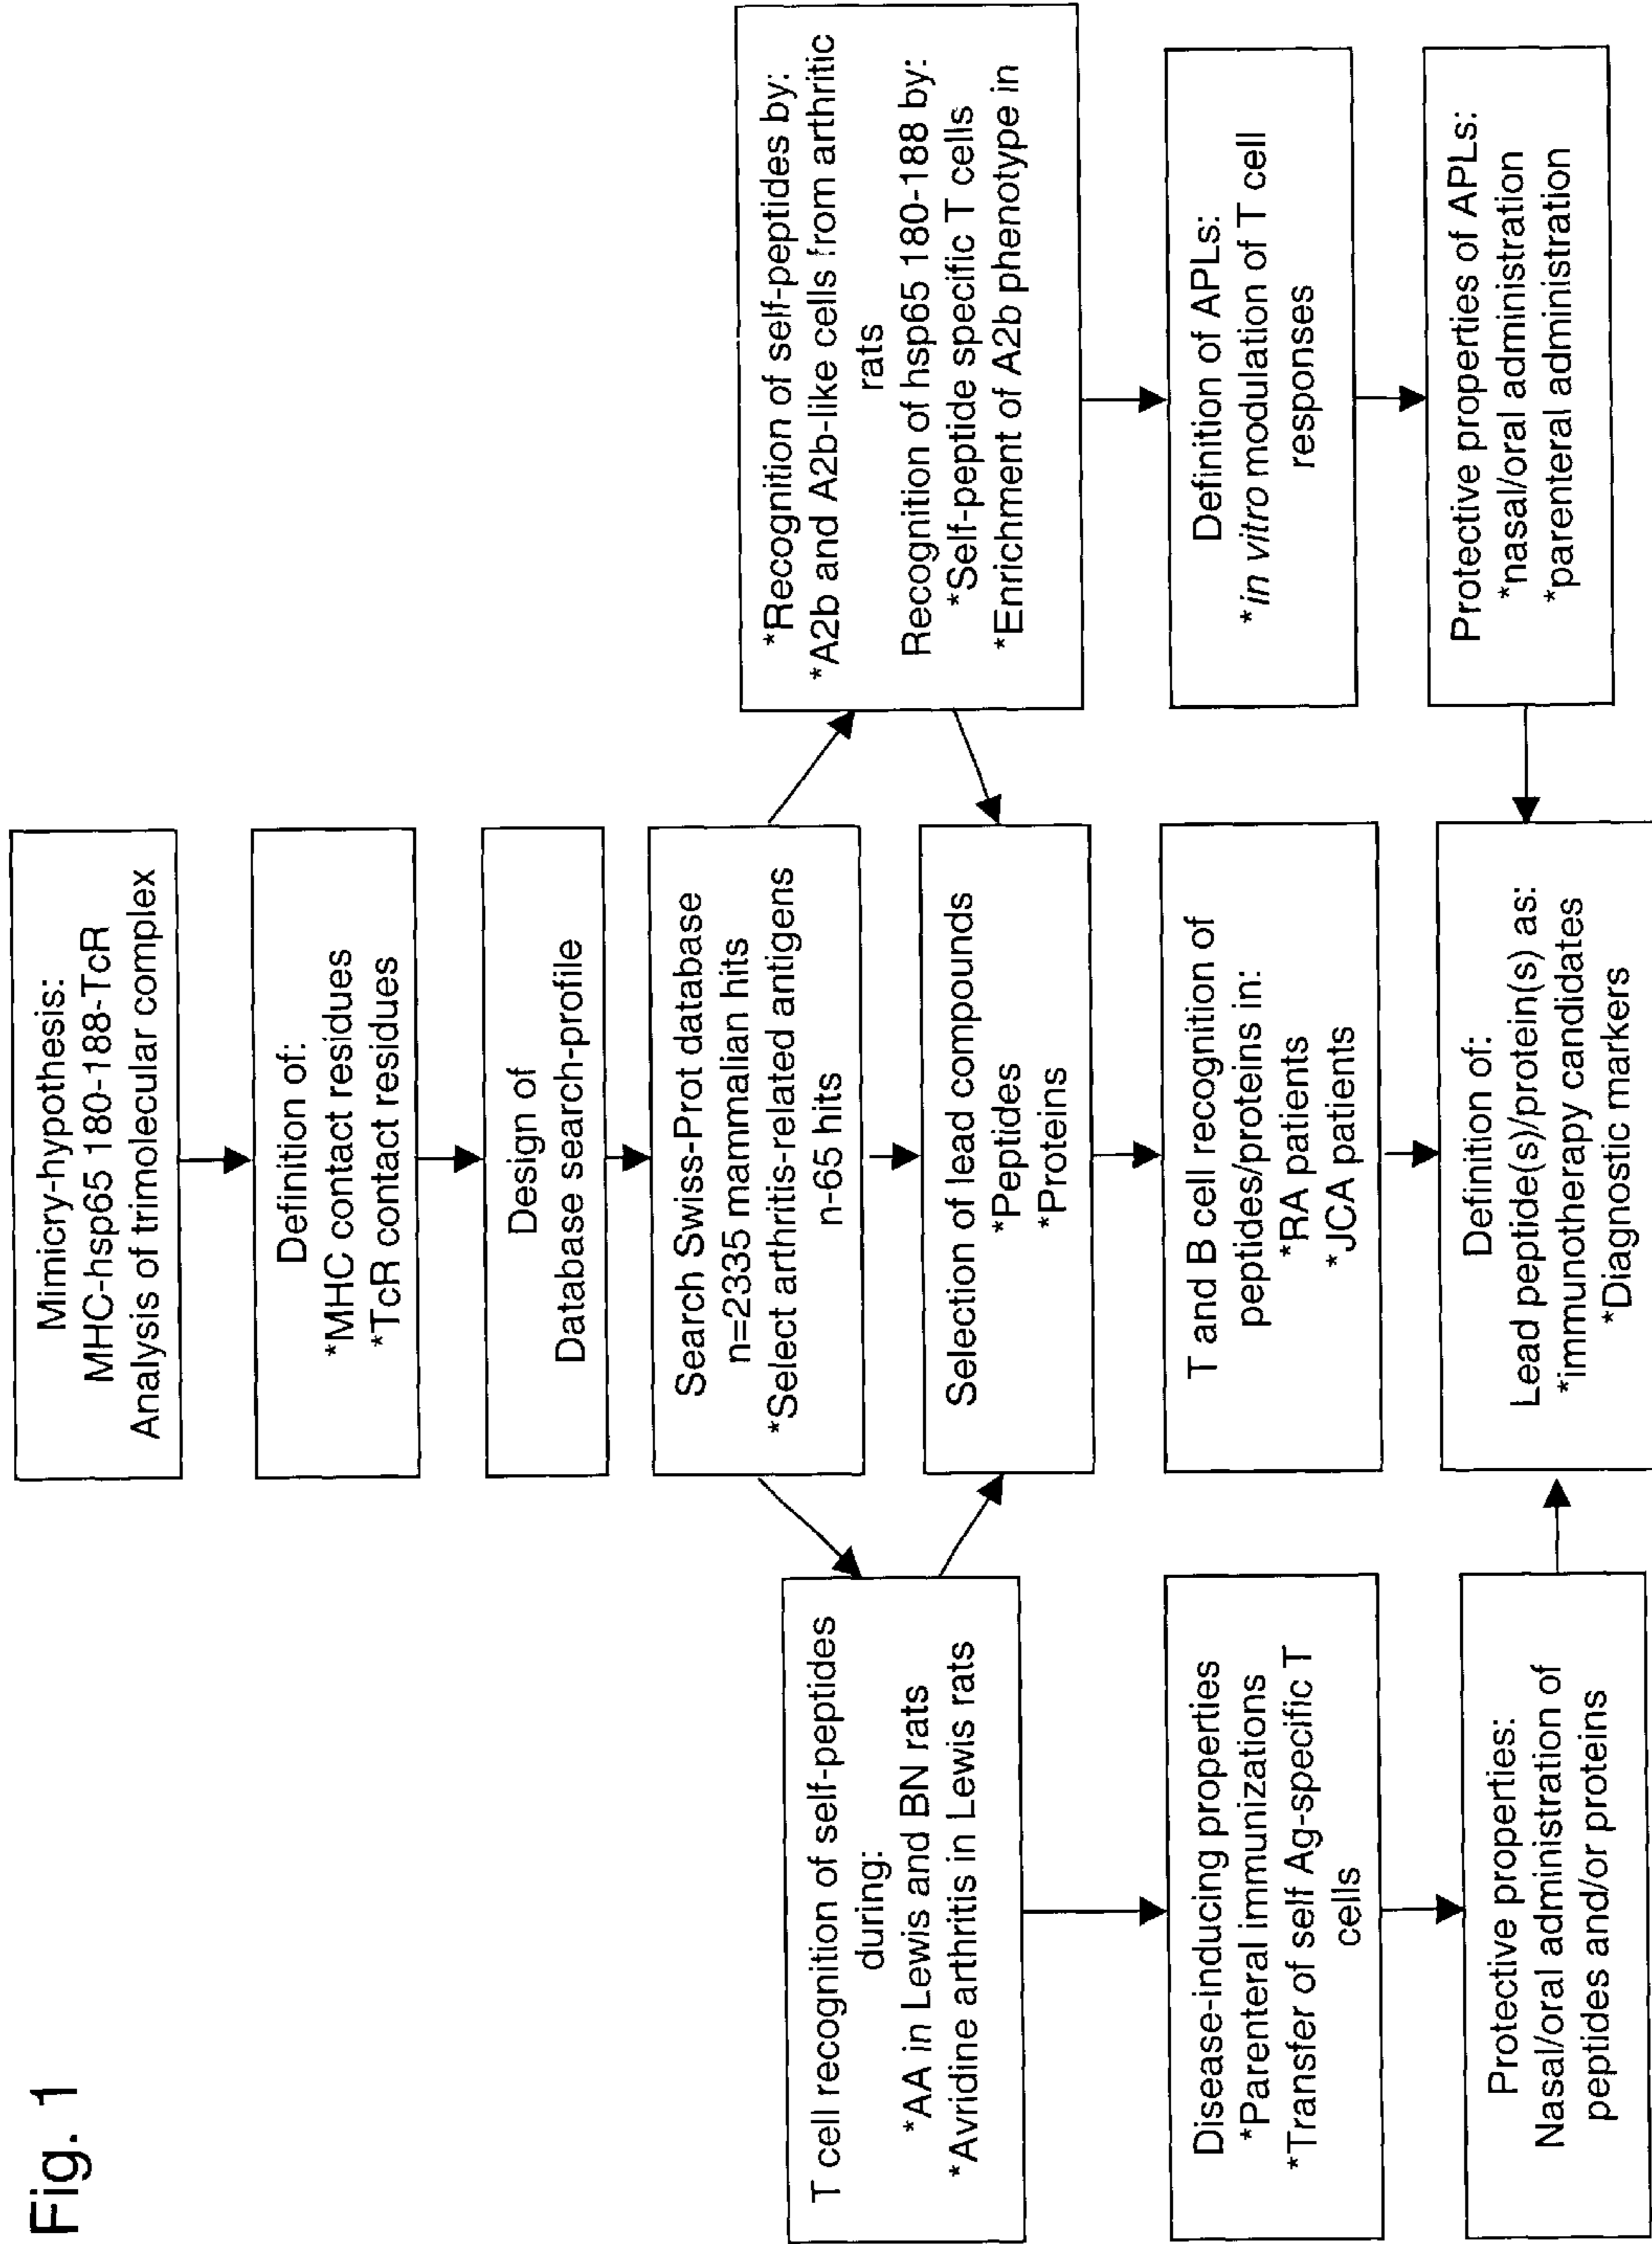 Fig. 1
Mimicry-hypothesis:
MHC-hsp65 180-188-TcR
Analysis of trimolecular complex
Definition of:
*MHC contact residues
*TcR contact residues
Design of
Database search-profile
Search Swiss-Prot database
n=2335 mammalian hits
*Select arthritis-related antigens
n-65 hits
T cell recognition of self-peptides
during:
*AA in Lewis and BN rats
*Avridine arthritis in Lewis rats
Selection of lead compounds
*Peptides
*Proteins
*Recognition of self-peptides by:
*A2b and A2b-like cells from arthritic
rats
Recognition of hsp65 180-188 by:
*Self-peptide specific T cells
*Enrichment of A2b phenotype in
Disease-inducing properties
*Parenteral immunizations
*Transfer of self Ag-specific T
cells
T and B cell recognition of
peptides/proteins in:
*RA patients
*JCA patients
Definition of APLs:
*in vitro modulation of T cell
responses
Protective properties:
Nasal/oral administration of
peptides and/or proteins
Definition of:
Lead peptide(s)/protein(s) as:
*immunotherapy candidates
*Diagnostic markers
Protective properties of APLs:
*nasal/oral administration
*parenteral administration